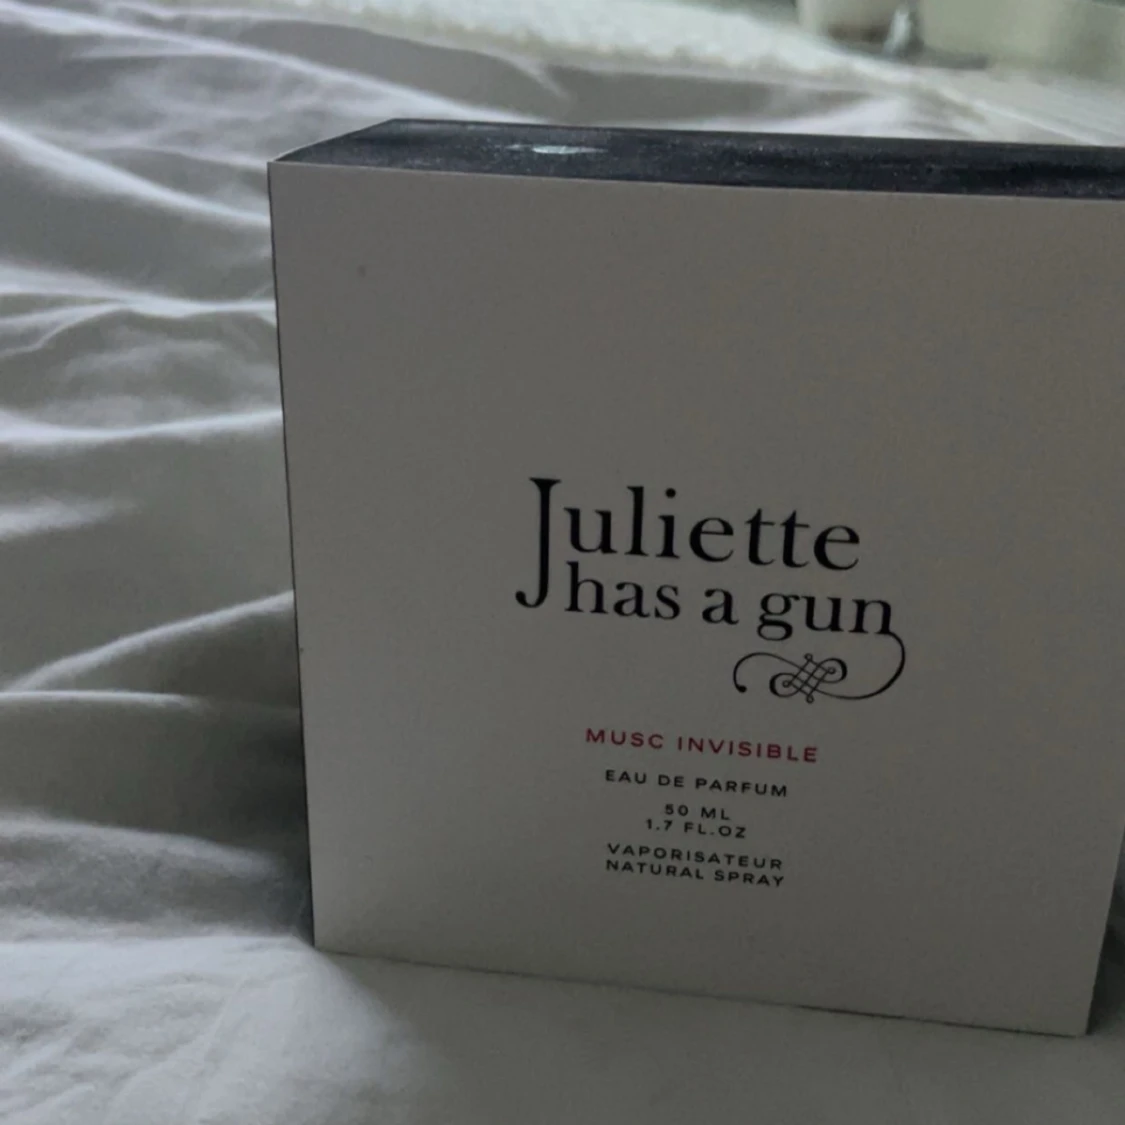 Juliette
has a gun
MUSC INVISIBLE
EAU DE PARFUM
50 ML
1.7 FL.OZ
VAPORISATEUR
NATURAL SPRAY